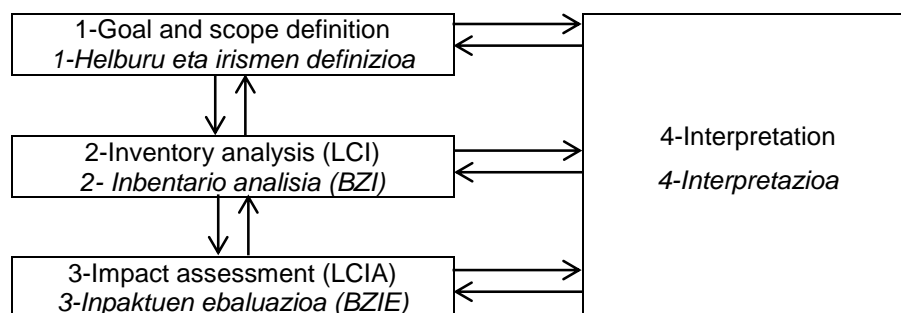 1-Goal and scope definition
1-Helburu eta irismen definizioa
2-Inventory analysis (LCI)
2- Inbentario analisia (BZI)
3-Impact assessment (LCIA)
3-Inpaktuen ebaluazioa (BZIE)
4-Interpretation
4-Interpretazioa